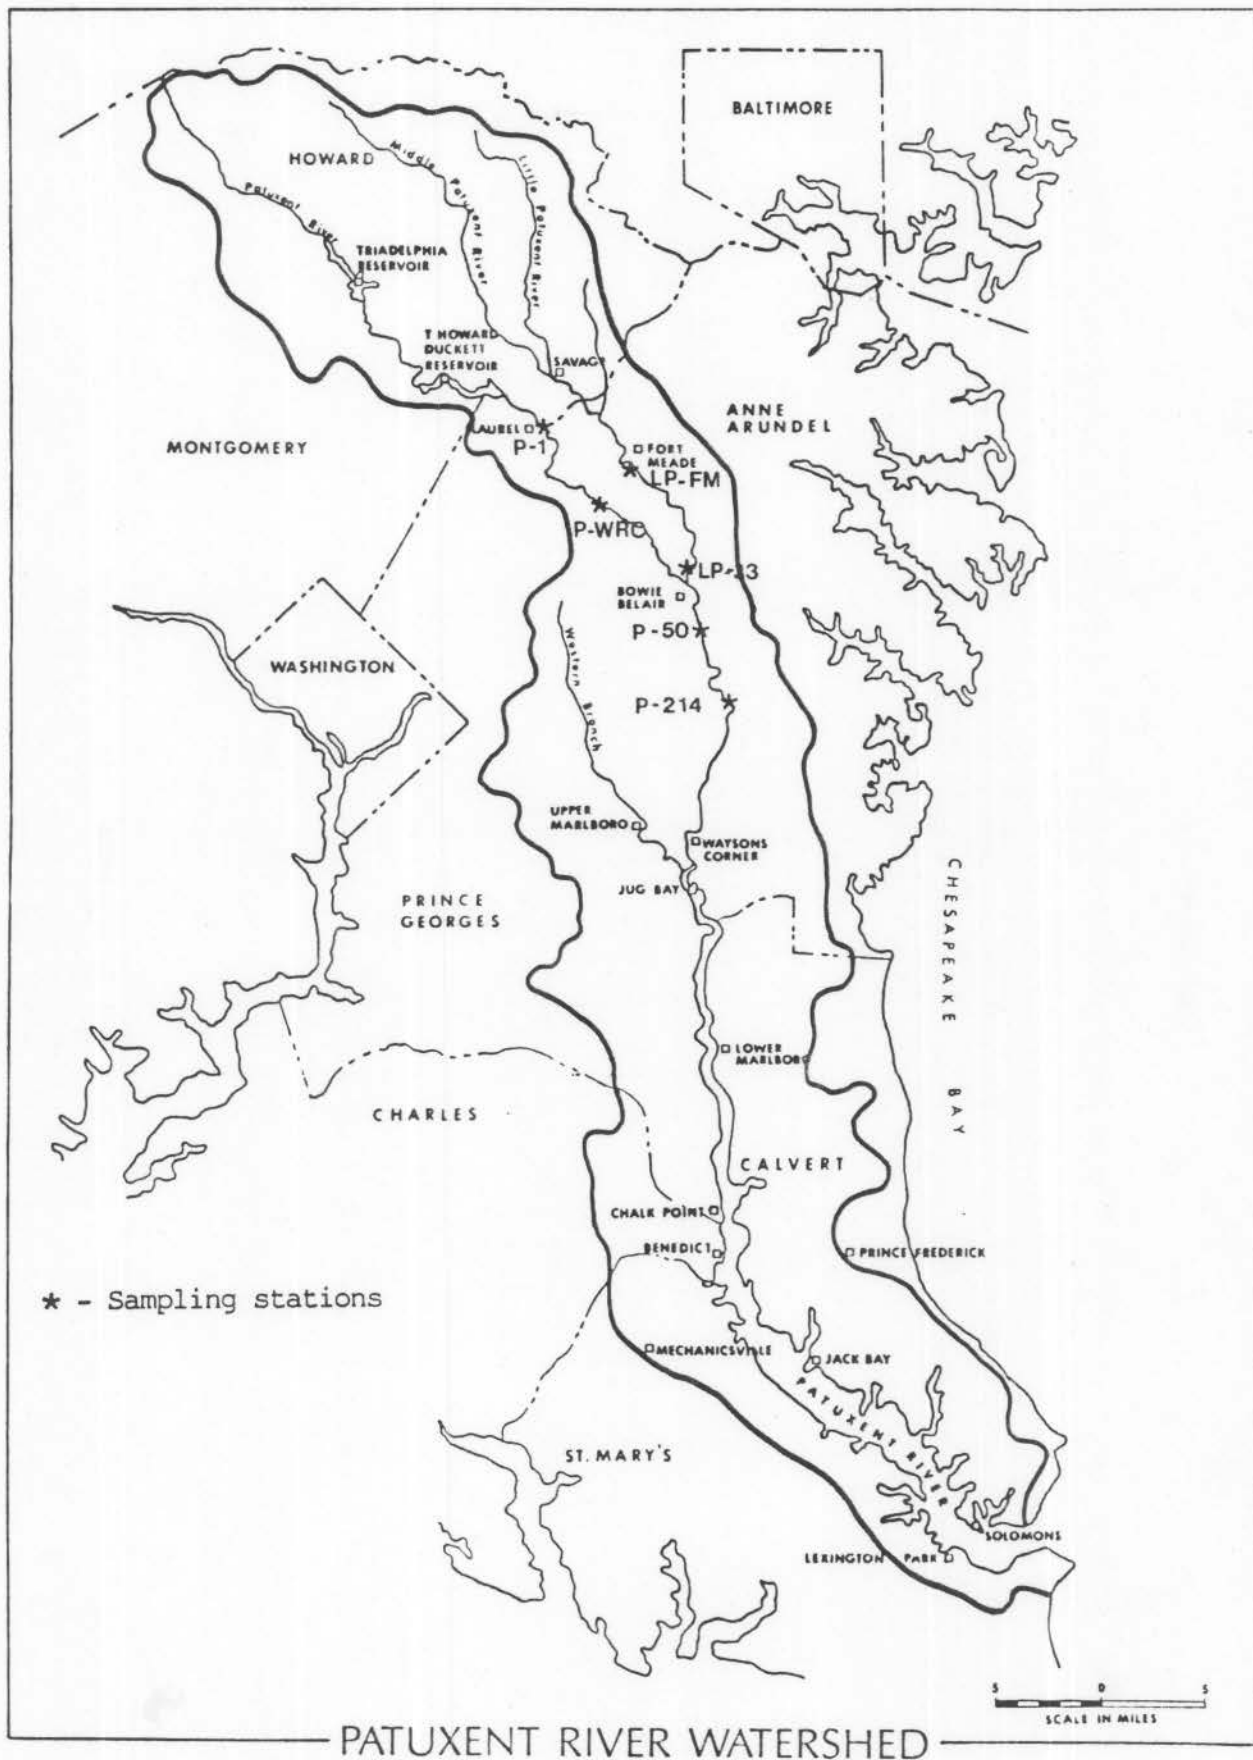 BALTIMORE
HOWARD
Middle Patuxent River
Little Patuxent River
Patuxent River
TRIADELPHIA
RESERVOIR
T HOWARD
DUCKETT
RESERVOIR
SAVAGE
ANNE
ARUNDEL
LAUREL
P-1
MONTGOMERY
FORT
MEADE
LP-FM
P-WRC
LP-
BOWIE
BELAIR
P-50
Western Branch
WASHINGTON
P-214
UPPER
MARLBORO
WAYSONS
CORNER
JUG BAY
PRINCE
GEORGES
CHESAPEAKE BAY
LOWER
MARLBORO
CHARLES
CALVERT
CHALK POINT
BENEDICT
PRINCE FREDERICK
* - Sampling stations
MECHANICSVILLE
JACK BAY
PATUXENT RIVER
ST. MARY'S
SOLOMONS
LEXINGTON PARK
5 0 5
SCALE IN MILES
PATUXENT RIVER WATERSHED